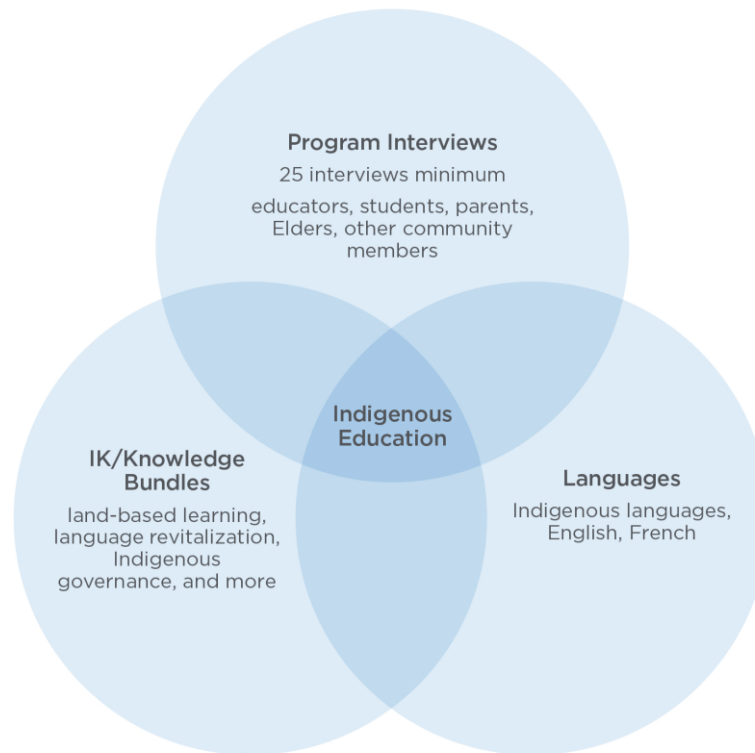 Program Interviews
25 interviews minimum
educators, students, parents,
Elders, other community
members
Indigenous
Education
IK/Knowledge
Bundles
land-based learning,
language revitalization,
Indigenous
governance, and more
Languages
Indigenous languages,
English, French